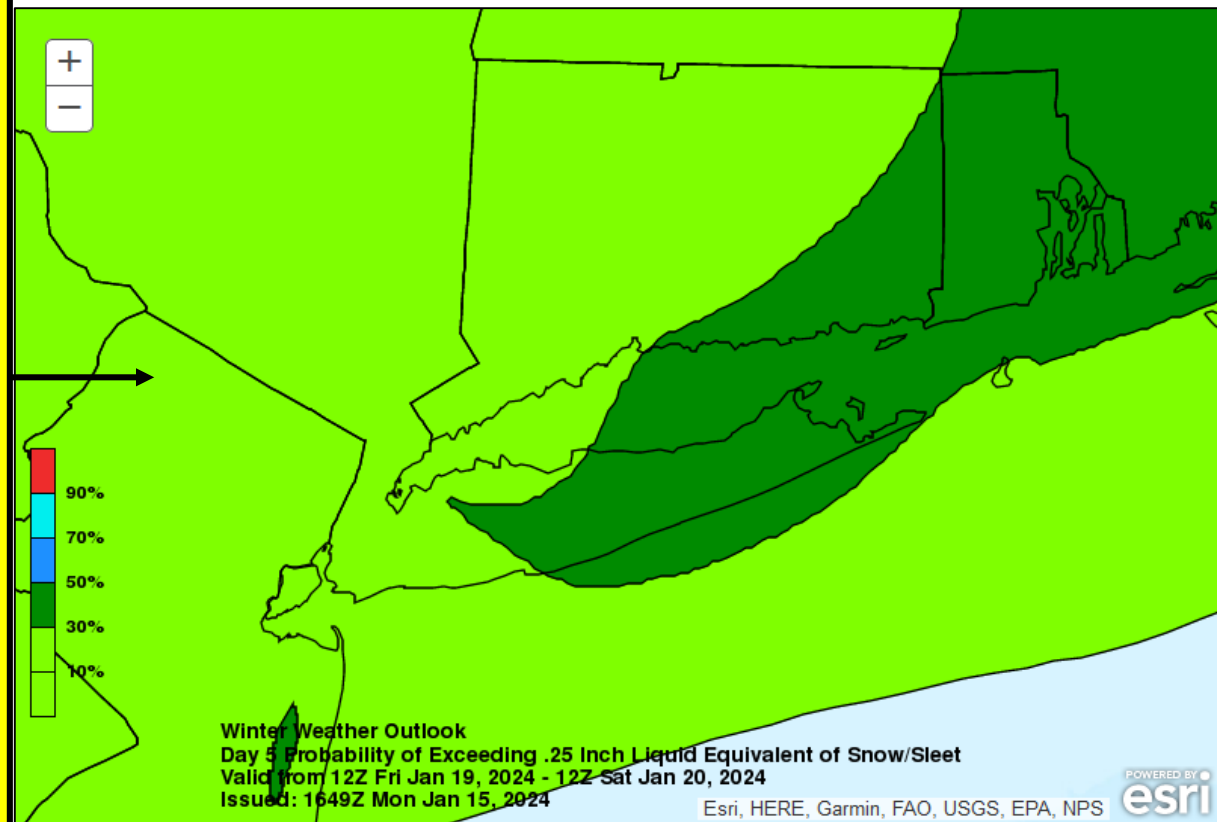 +
−
90%
70%
50%
30%
10%
Winter Weather Outlook
Day 5 Probability of Exceeding .25 Inch Liquid Equivalent of Snow/Sleet
Valid from 12Z Fri Jan 19, 2024 - 12Z Sat Jan 20, 2024
Issued: 1649Z Mon Jan 15, 2024
Esri, HERE, Garmin, FAO, USGS, EPA, NPS
POWERED BY
esri